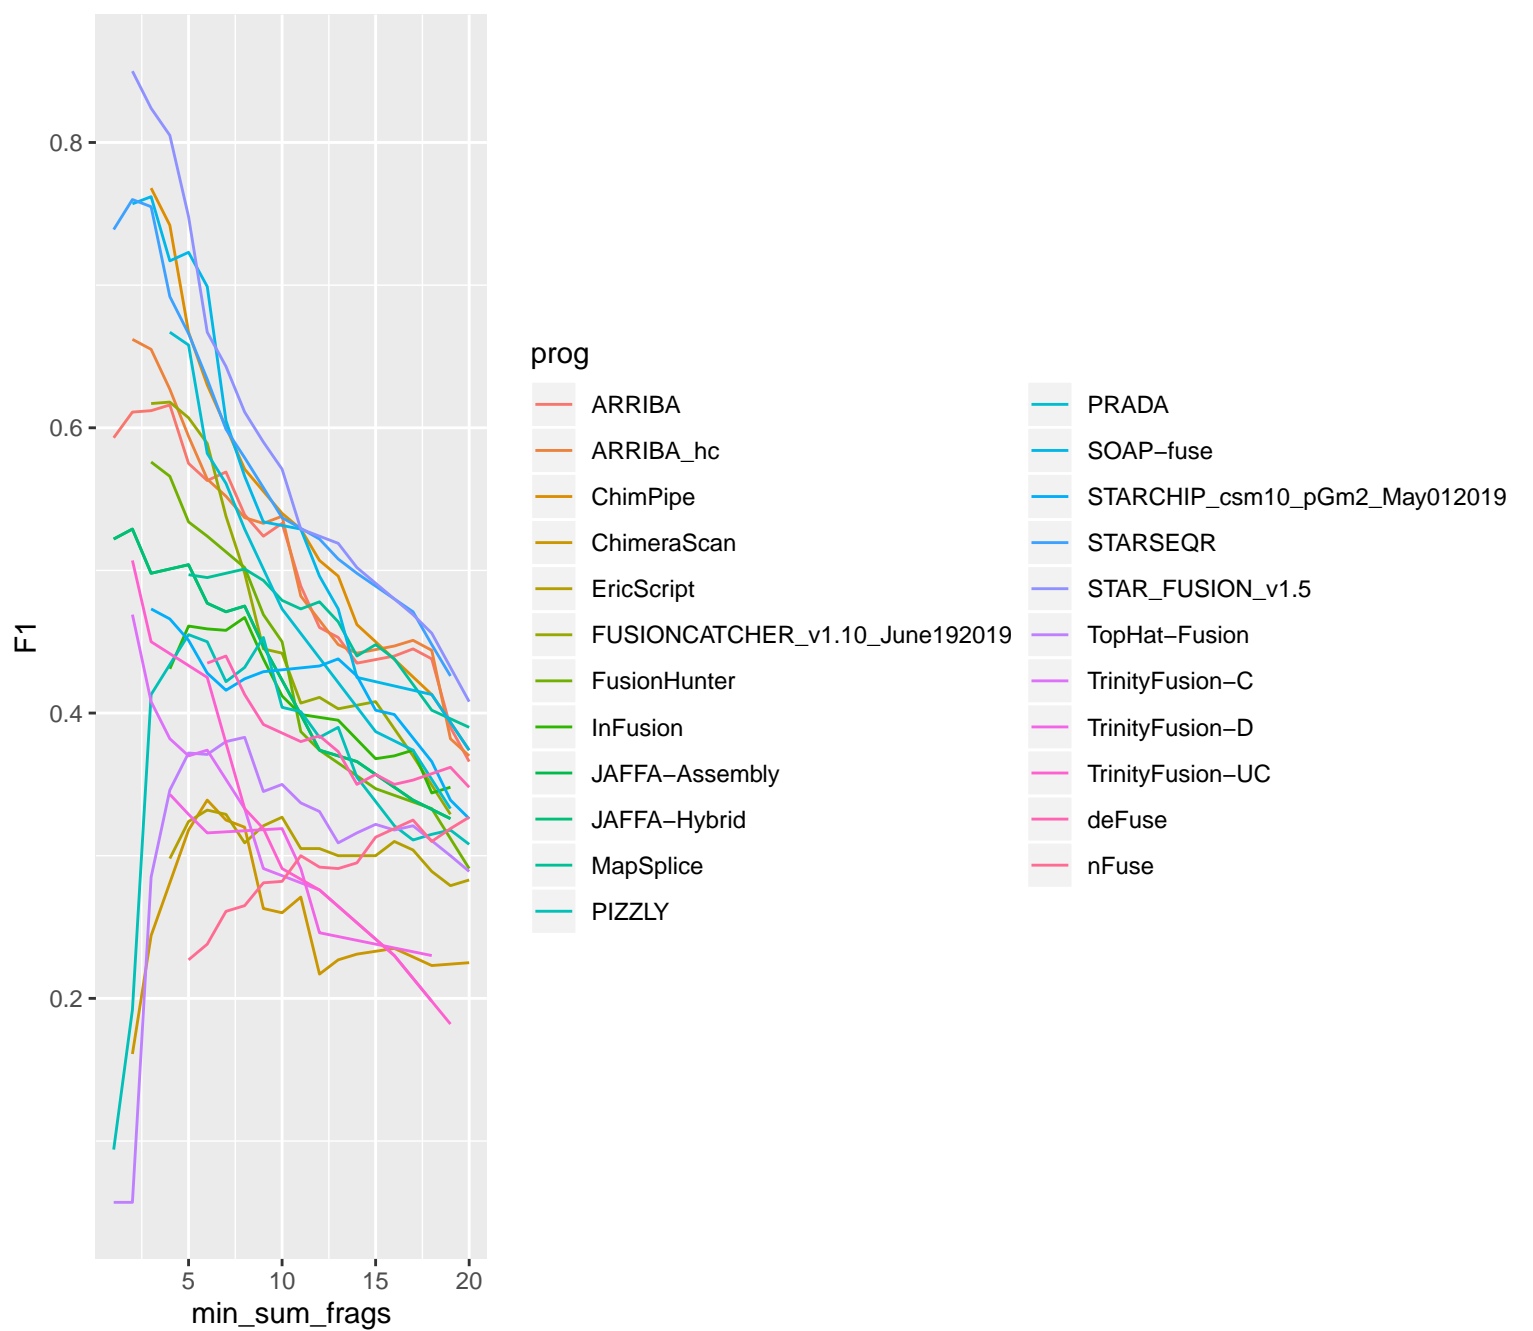 F1
0.8
0.6
0.4
0.2
5 10 15 20
min_sum_frags
prog
ARRIBA
ARRIBA_hc
ChimPipe
ChimeraScan
EricScript
FUSIONCATCHER_v1.10_June192019
FusionHunter
InFusion
JAFFA−Assembly
JAFFA−Hybrid
MapSplice
PIZZLY
PRADA
SOAP−fuse
STARCHIP_csm10_pGm2_May012019
STARSEQR
STAR_FUSION_v1.5
TopHat−Fusion
TrinityFusion−C
TrinityFusion−D
TrinityFusion−UC
deFuse
nFuse